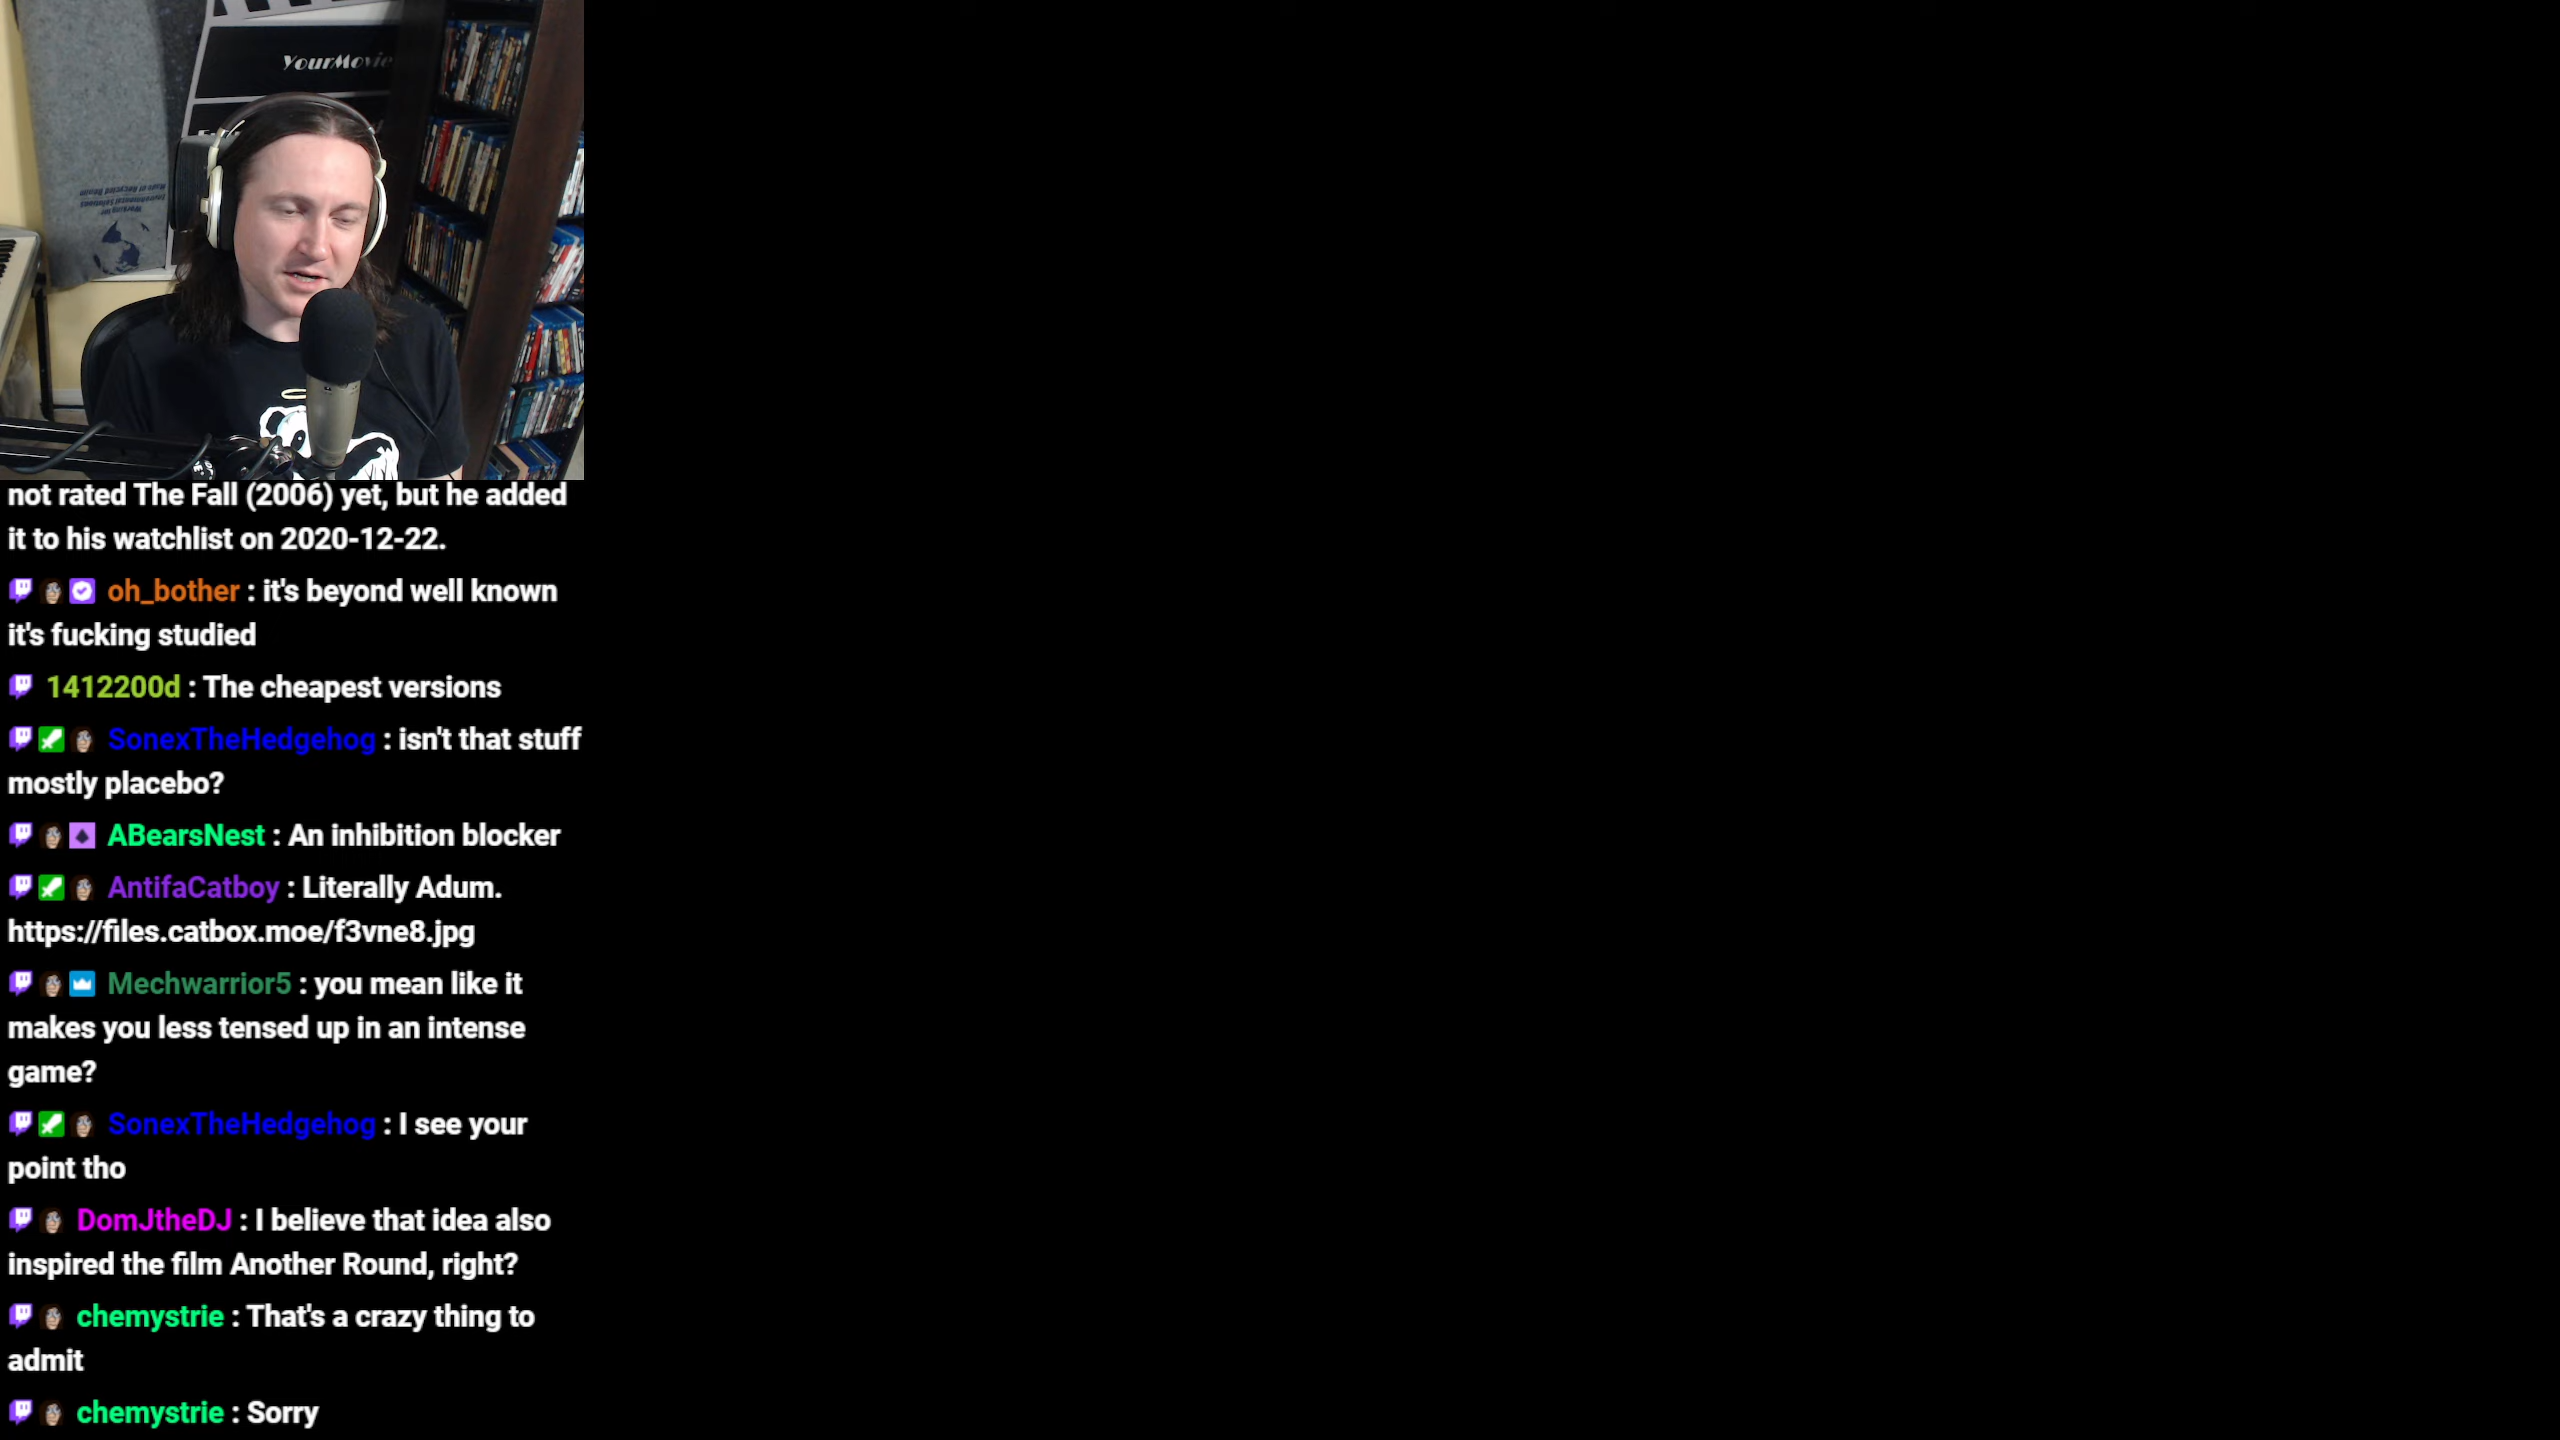 YourMovie
not rated The Fall (2006) yet, but he added
it to his watchlist on 2020-12-22.
oh_bother : it's beyond well known
it's fucking studied
1412200d : The cheapest versions
SonexTheHedgehog : isn't that stuff
mostly placebo?
ABearsNest : An inhibition blocker
AntifaCatboy : Literally Adum.
https://files.catbox.moe/f3vne8.jpg
Mechwarrior5 : you mean like it
makes you less tensed up in an intense
game?
SonexTheHedgehog : I see your
point tho
DomJtheDJ : I believe that idea also
inspired the film Another Round, right?
chemystrie : That's a crazy thing to
admit
chemystrie : Sorry